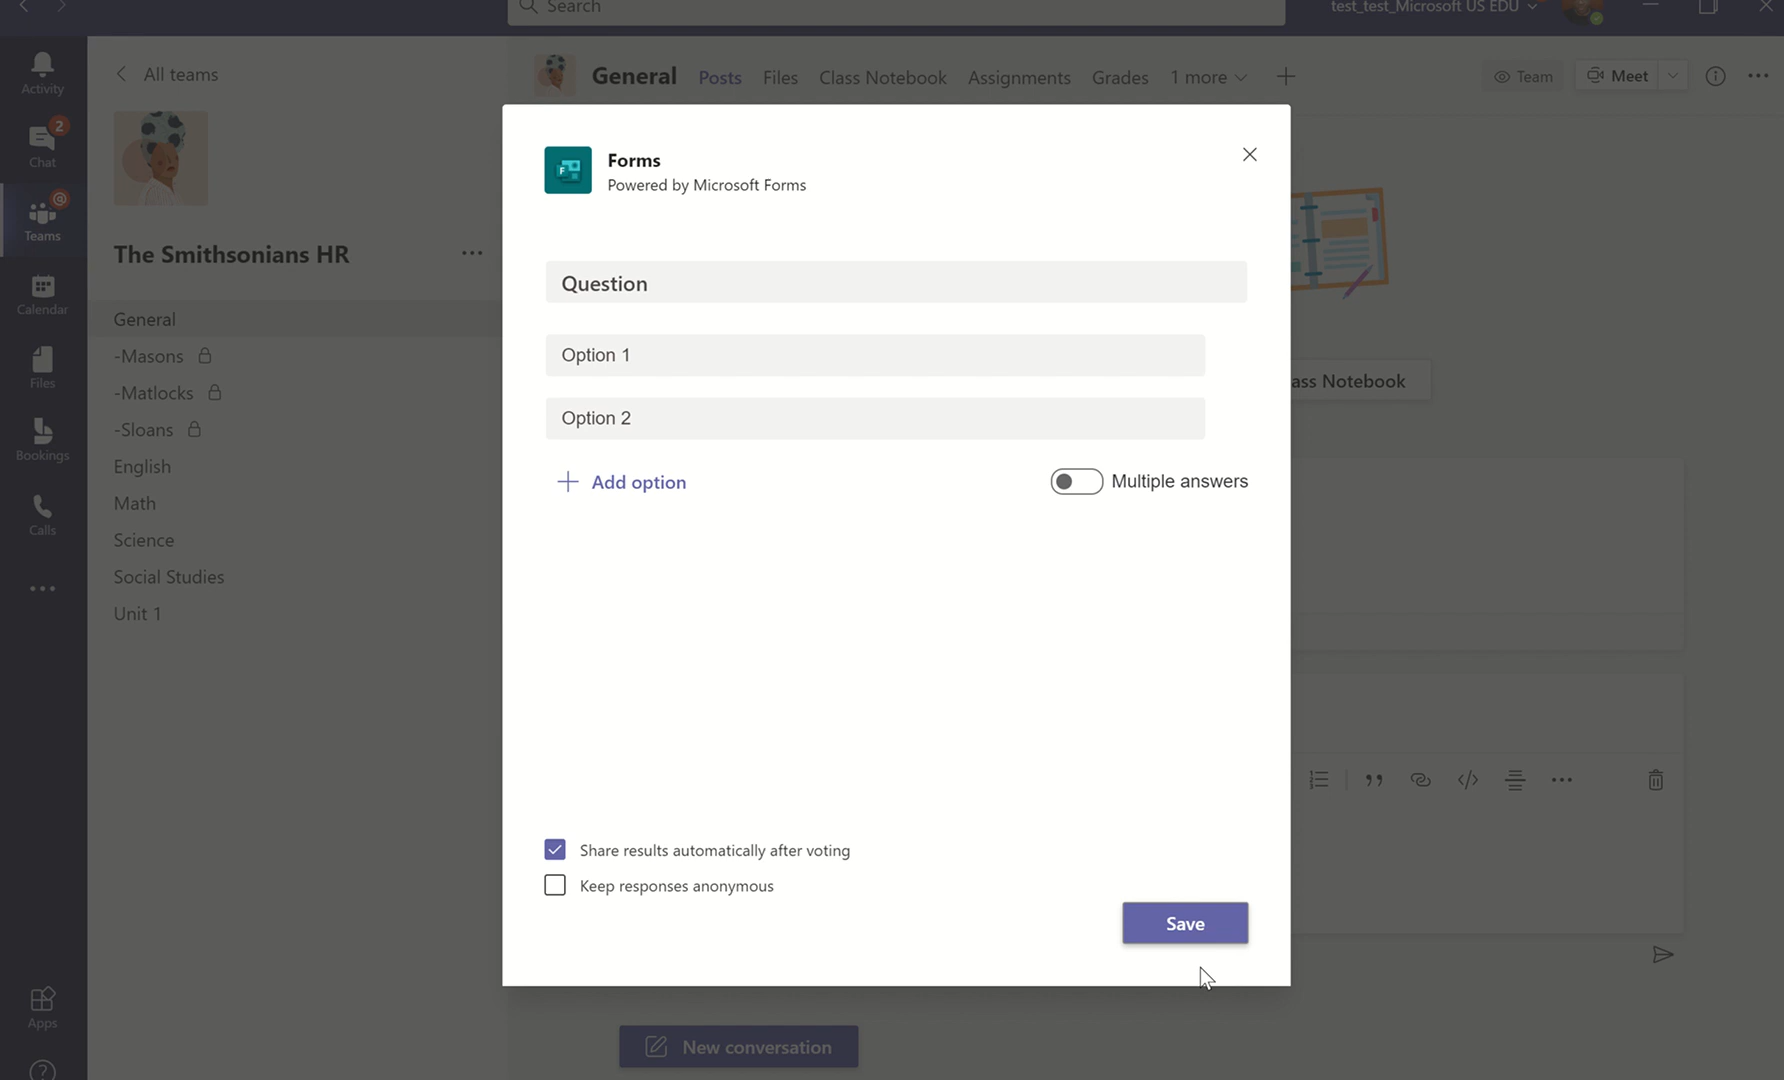 Search
test_test_Microsoft US EDU
Activity
2
Chat
@
Teams
Calendar
Files
Bookings
Calls
Apps
?
All teams
The Smithsonians HR
General
-Masons
-Matlocks
-Sloans
English
Math
Science
Social Studies
Unit 1
General Posts Files Class Notebook Assignments Grades 1 more
Team
Meet
Forms
Powered by Microsoft Forms
Question
Option 1
Option 2
Add option
Multiple answers
Share results automatically after voting
Keep responses anonymous
Save
ass Notebook
New conversation